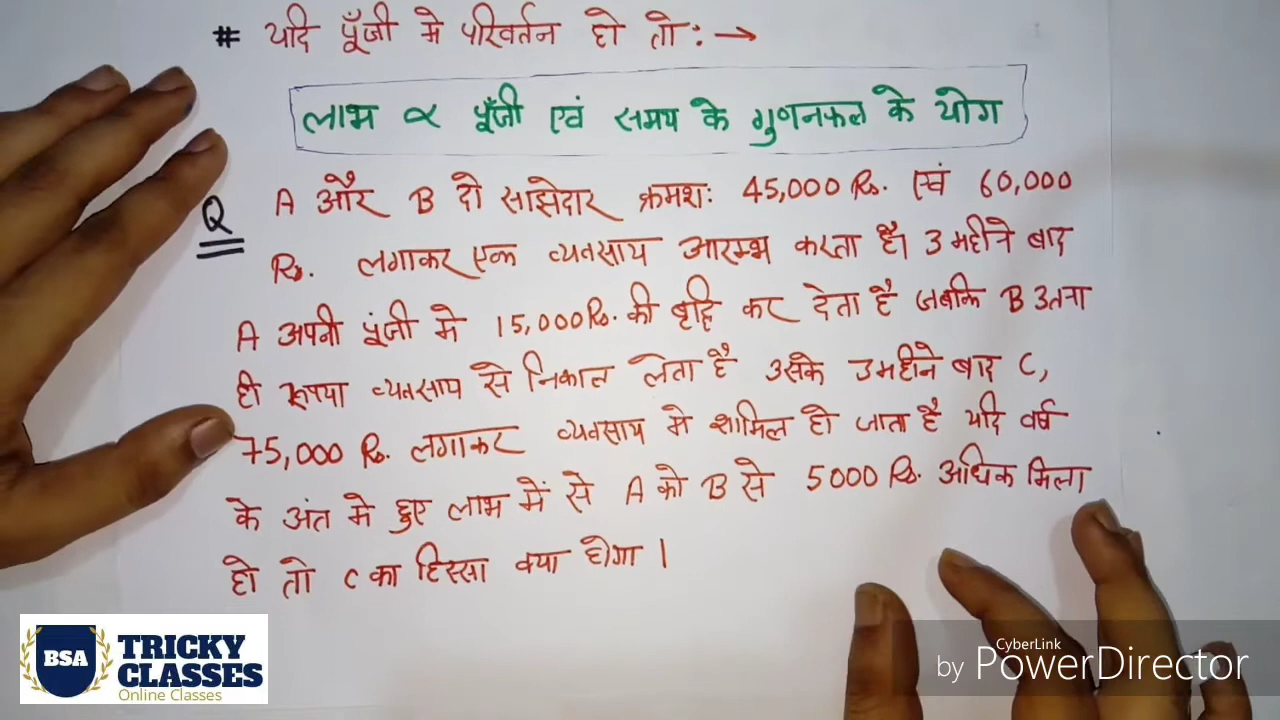 # यदि पूँजी मे परिवर्तन हो तो : →
लाभ ∝ पूँजी एवं समय के गुणनफल के योग
Q A और B दो साझेदार क्रमशः 45,000 Rs. एवं 60,000
Rs. लगाकर एक व्यवसाय आरम्भ करता है। 3 महीने बाद
A अपनी पूंजी मे 15,000 Rs. की बृद्दि कर देता है जबकि B उतना
ही रूपया व्यवसाय से निकाल लेता है उसके 3 महीने बाद C,
75,000 Rs. लगाकर व्यवसाय मे शामिल हो जाता है यदि वर्ष
के अंत मे हुए लाभ में से A को B से 5000 Rs. अधिक मिला
हो तो C का हिस्सा क्या होगा ।
BSA TRICKY
CLASSES
Online Classes
CyberLink
by PowerDirector